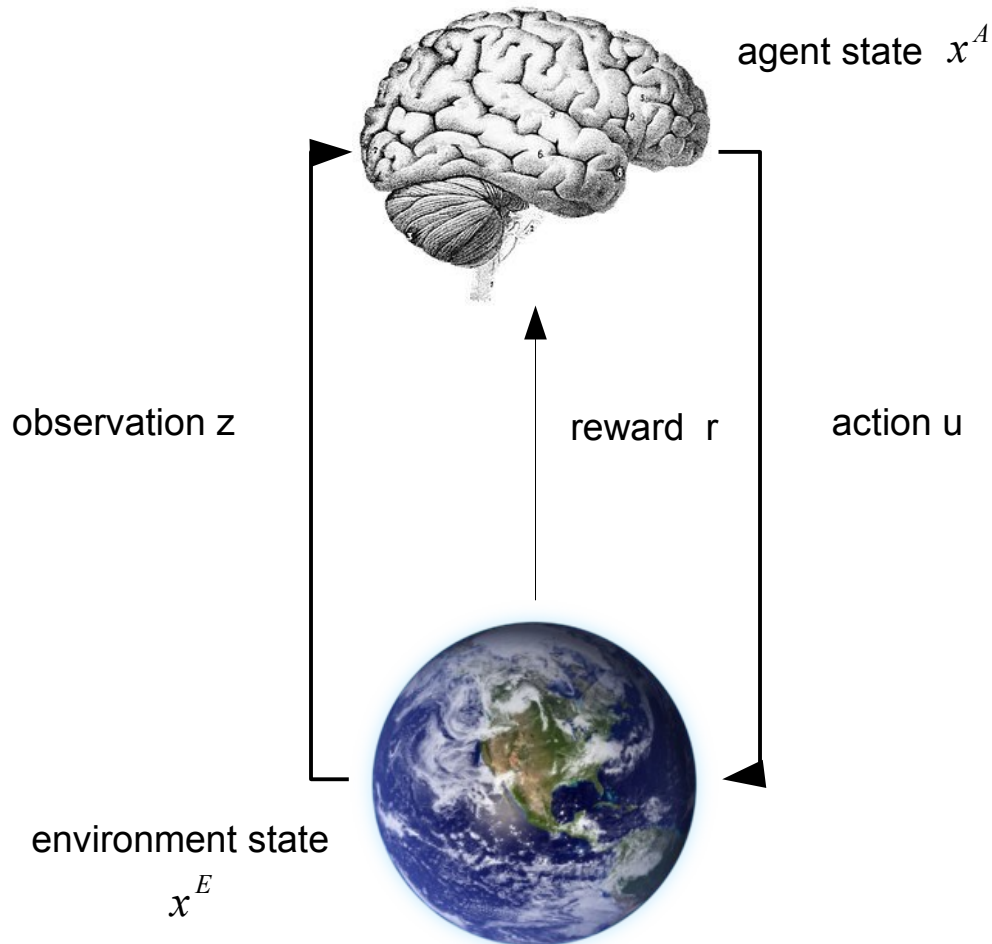 agent state x^A
observation z
reward r
action u
environment state
x^E